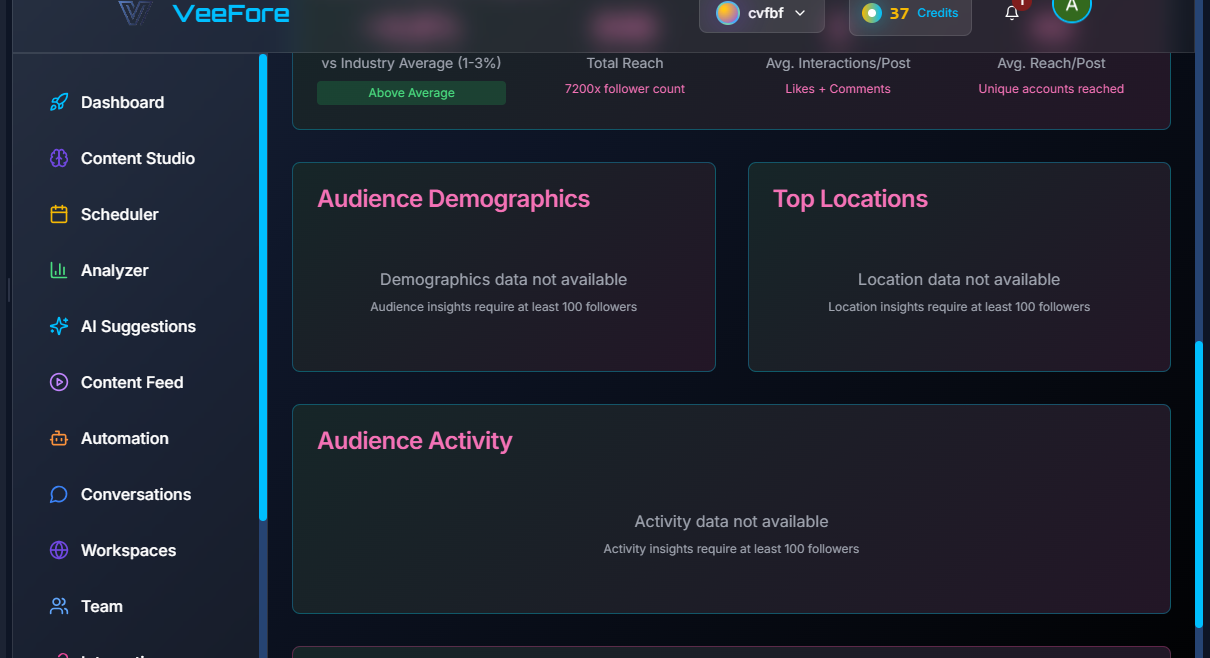 VeeFore
cvfbf
37 Credits
1
A
vs Industry Average (1-3%)
Above Average
Total Reach
7200x follower count
Avg. Interactions/Post
Likes + Comments
Avg. Reach/Post
Unique accounts reached
Dashboard
Content Studio
Scheduler
Analyzer
AI Suggestions
Content Feed
Automation
Conversations
Workspaces
Team
Audience Demographics
Demographics data not available
Audience insights require at least 100 followers
Top Locations
Location data not available
Location insights require at least 100 followers
Audience Activity
Activity data not available
Activity insights require at least 100 followers